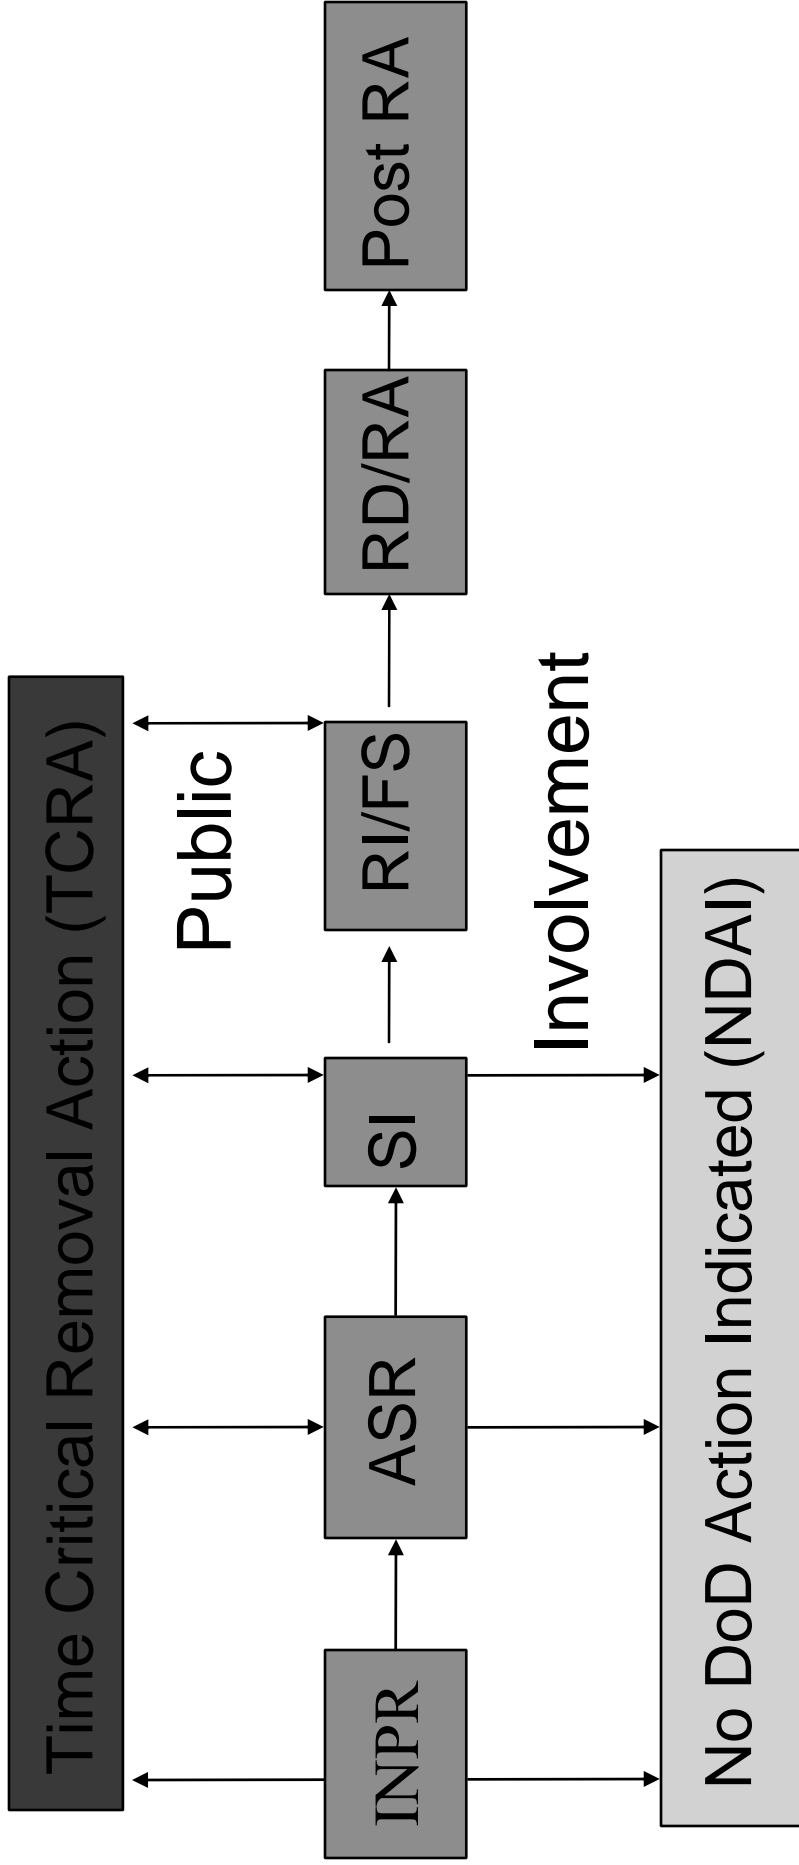 Time Critical Removal Action (TCRA)
Public
INPR
ASR
SI
RI/FS
RD/RA
Post RA
Involvement
No DoD Action Indicated (NDAI)